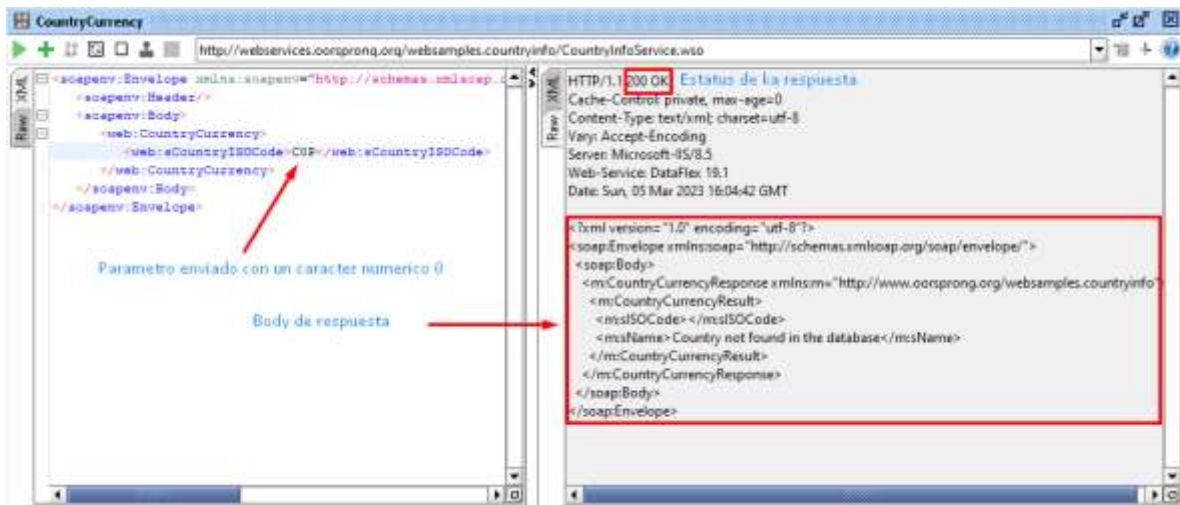 CountryCurrency
http://webservices.oorsprong.org/websamples.countryinfo/CountryInfoService.wso
XML
Raw
<soapenv:Envelope xmlns:soapenv="http://schemas.xmlsoap.
<soapenv:Header/>
<soapenv:Body>
<web:CountryCurrency>
<web:sCountryISOCode>C0P</web:sCountryISOCode>
</web:CountryCurrency>
</soapenv:Body>
</soapenv:Envelope>
Parametro enviado con un caracter numerico 0
Body de respuesta
XML
Raw
HTTP/1.1 200 OK Estatus de ka respuesta
Cache-Control: private, max-age=0
Content-Type: text/xml; charset=utf-8
Vary: Accept-Encoding
Server: Microsoft-IIS/8.5
Web-Service: DataFlex 19.1
Date: Sun, 05 Mar 2023 16:04:42 GMT
<?xml version="1.0" encoding="utf-8"?>
<soap:Envelope xmlns:soap="http://schemas.xmlsoap.org/soap/envelope/">
<soap:Body>
<m:CountryCurrencyResponse xmlns:m="http://www.oorsprong.org/websamples.countryinfo"
<m:CountryCurrencyResult>
<m:sISOCode></m:sISOCode>
<m:sName>Country not found in the database</m:sName>
</m:CountryCurrencyResult>
</m:CountryCurrencyResponse>
</soap:Body>
</soap:Envelope>